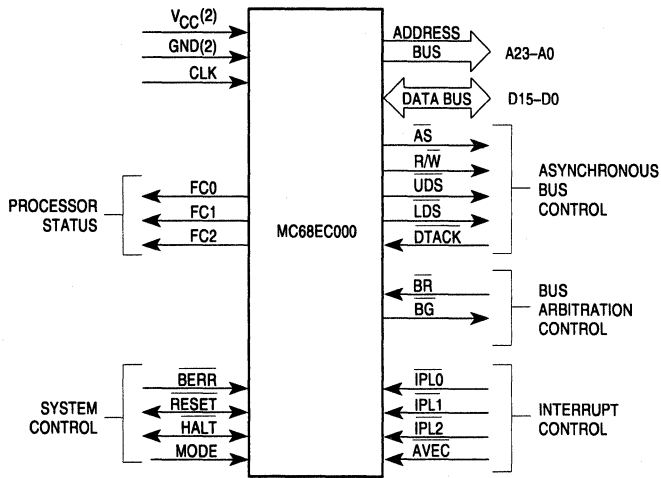 VCC(2)
GND(2)
CLK
ADDRESS
BUS
A23–A0
DATA BUS
D15–D0
AS
R/W
UDS
LDS
DTACK
ASYNCHRONOUS
BUS
CONTROL
PROCESSOR
STATUS
FC0
FC1
FC2
MC68EC000
BR
BG
BUS
ARBITRATION
CONTROL
SYSTEM
CONTROL
BERR
RESET
HALT
MODE
IPL0
IPL1
IPL2
AVEC
INTERRUPT
CONTROL